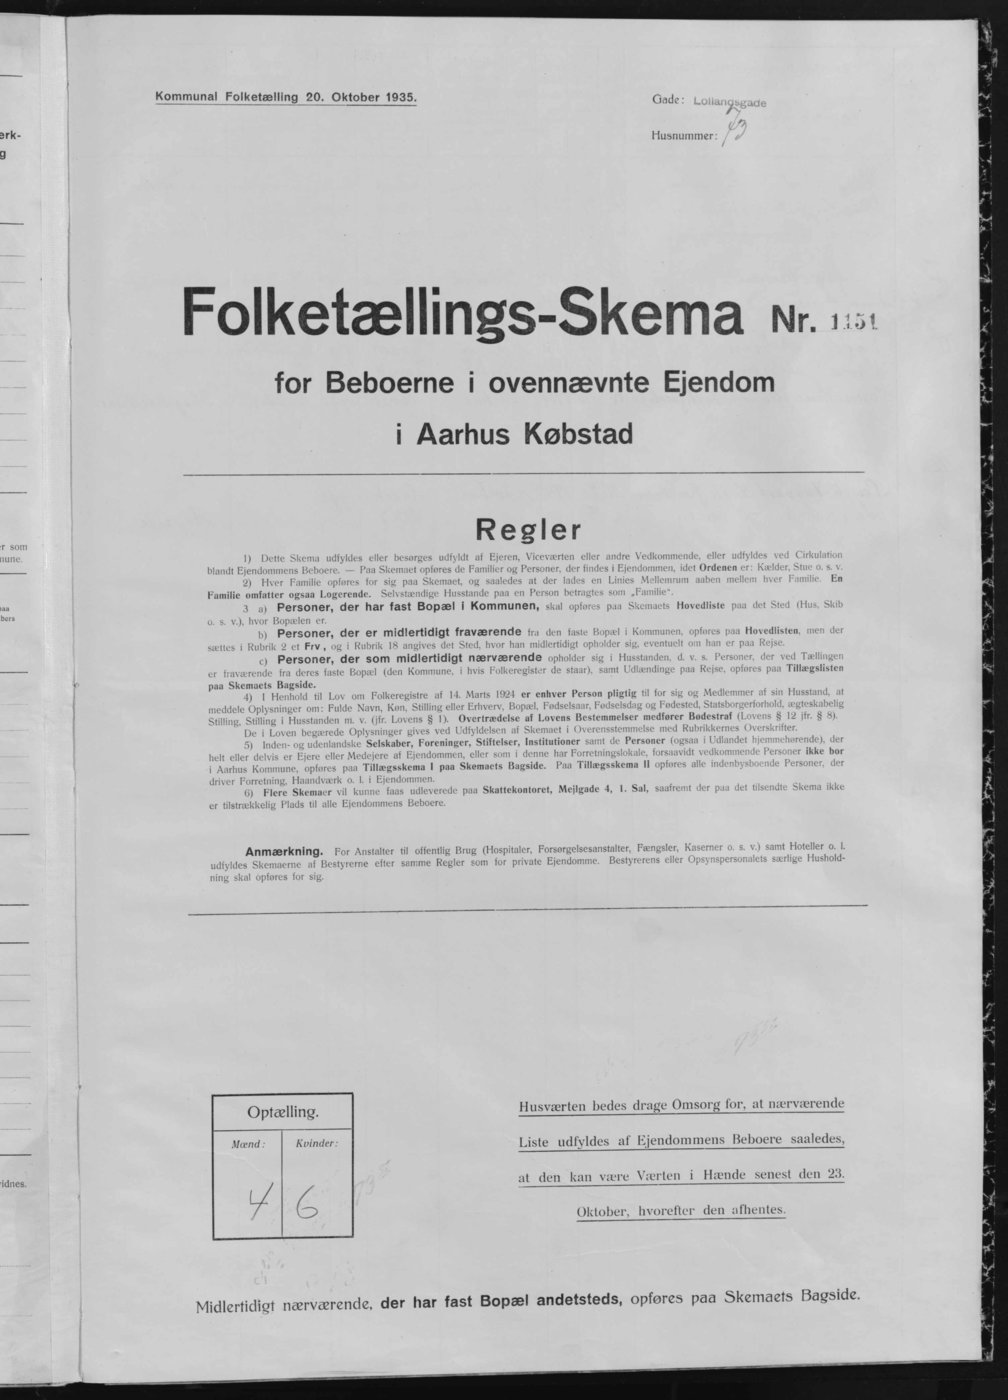 Kommunal Folketælling 20. Oktober 1935.
Gade: Lollandsgade
Husnummer: 73
Folketællings-Skema Nr. 1151
for Beboerne i ovennævnte Ejendom
i Aarhus Købstad
Regler
1) Dette Skema udfyldes eller besørges udfyldt af Ejeren, Viceværten eller andre Vedkommende, eller udfyldes ved Cirkulation
blandt Ejendommens Beboere. — Paa Skemaet opføres de Familier og Personer, der findes i Ejendommen, idet Ordenen er: Kælder, Stue o. s. v.
2) Hver Familie opføres for sig paa Skemaet, og saaledes at der lades en Linies Mellemrum aaben mellem hver Familie. En
Familie omfatter ogsaa Logerende. Selvstændige Husstande paa en Person betragtes som „Familie".
3 a) Personer, der har fast Bopæl i Kommunen, skal opføres paa Skemaets Hovedliste paa det Sted (Hus, Skib
o. s. v.), hvor Bopælen er.
b) Personer, der er midlertidigt fraværende fra den faste Bopæl i Kommunen, opføres paa Hovedlisten, men der
sættes i Rubrik 2 et Frv., og i Rubrik 18 angives det Sted, hvor han midlertidigt opholder sig, eventuelt om han er paa Rejse.
c) Personer, der som midlertidigt nærværende opholder sig i Husstanden, d. v. s. Personer, der ved Tællingen
er fraværende fra deres faste Bopæl (den Kommune, i hvis Folkeregister de staar), samt Udlændinge paa Rejse, opføres paa Tillægslisten
paa Skemaets Bagside.
4) I Henhold til Lov om Folkeregistre af 14. Marts 1924 er enhver Person pligtig til for sig og Medlemmer af sin Husstand, at
meddele Oplysninger om: Fulde Navn, Køn, Stilling eller Erhverv, Bopæl, Fødselsaar, Fødselsdag og Fødested, Statsborgerforhold, ægteskabelig
Stilling, Stilling i Husstanden m. v. (jfr. Lovens § 1). Overtrædelse af Lovens Bestemmelser medfører Bødestraf (Lovens § 12 jfr. § 8).
De i Loven begærede Oplysninger gives ved Udfyldelsen af Skemaet i Overensstemmelse med Rubrikkernes Overskrifter.
5) Inden- og udenlandske Selskaber, Foreninger, Stiftelser, Institutioner samt de Personer (ogsaa i Udlandet hjemmehørende), der
helt eller delvis er Ejere eller Medejere af Ejendommen, eller som i denne har Forretningslokale, forsaavidt vedkommende Personer ikke bor
i Aarhus Kommune, opføres paa Tillægsskema I paa Skemaets Bagside. Paa Tillægsskema II opføres alle indenbysboende Personer, der
driver Forretning, Haandværk o. l. i Ejendommen.
6) Flere Skemaer vil kunne faas udleverede paa Skattekontoret, Mejlgade 4, 1. Sal, saafremt der paa det tilsendte Skema ikke
er tilstrækkelig Plads til alle Ejendommens Beboere.
Anmærkning. For Anstalter til offentlig Brug (Hospitaler, Forsørgelsesanstalter, Fængsler, Kaserner o. s. v.) samt Hoteller o. l.
udfyldes Skemaerne af Bestyrerne efter samme Regler som for private Ejendomme. Bestyrerens eller Opsynspersonalets særlige Hushold-
ning skal opføres for sig.
Optælling.
Mænd: Kvinder:
4 6
Husværten bedes drage Omsorg for, at nærværende
Liste udfyldes af Ejendommens Beboere saaledes,
at den kan være Værten i Hænde senest den 23.
Oktober, hvorefter den afhentes.
Midlertidigt nærværende, der har fast Bopæl andetsteds, opføres paa Skemaets Bagside.